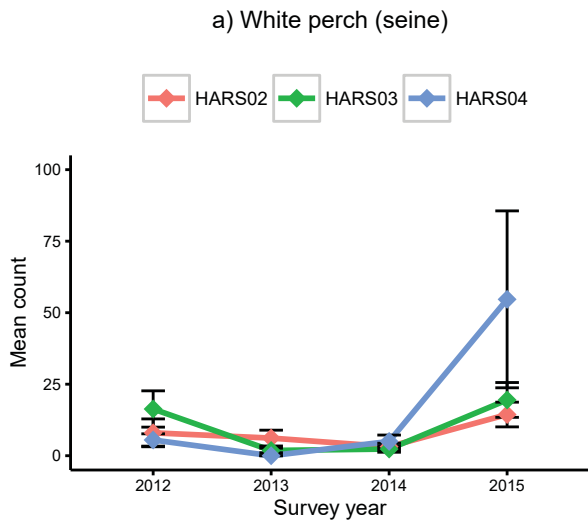 a) White perch (seine)
HARS02 HARS03 HARS04
100
75
50
25
0
Mean count
2012 2013 2014 2015
Survey year